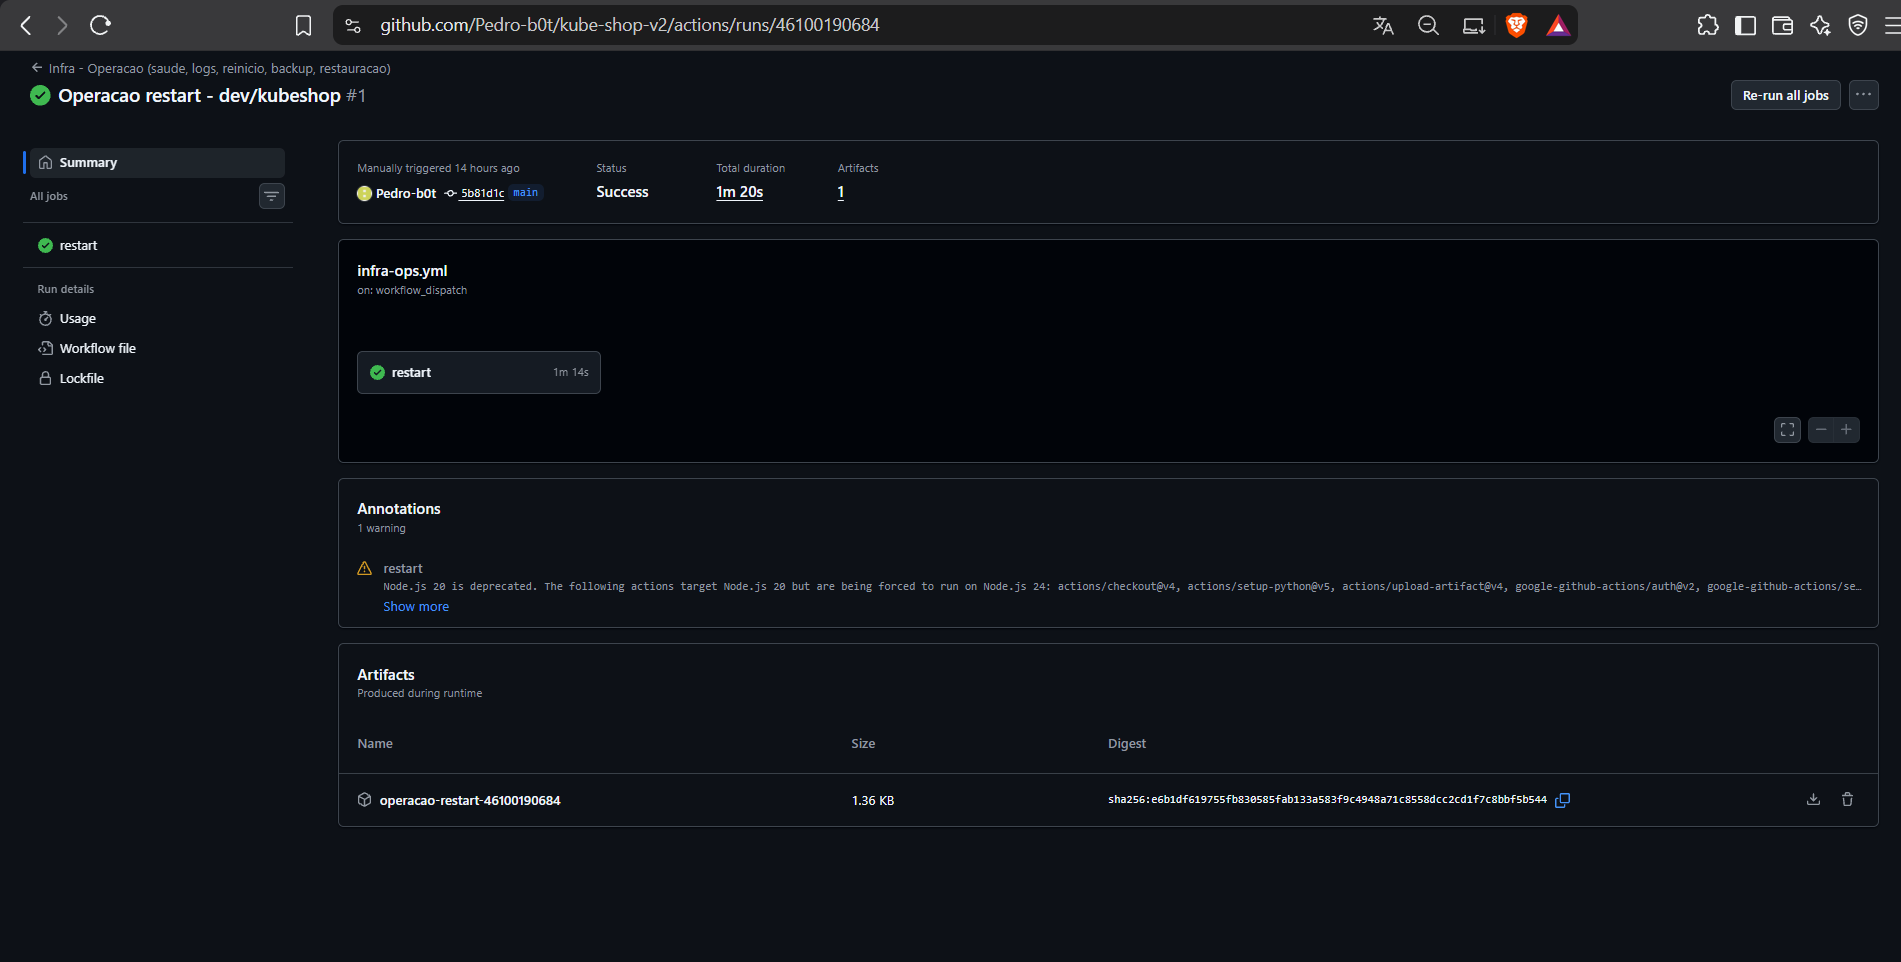 github.com/Pedro-b0t/kube-shop-v2/actions/runs/46100190684
Infra - Operacao (saude, logs, reinicio, backup, restauracao)
Operacao restart - dev/kubeshop #1
Re-run all jobs
Summary
All jobs
restart
Run details
Usage
Workflow file
Lockfile
Manually triggered 14 hours ago
Pedro-b0t 5b81d1c main
Status
Success
Total duration
1m 20s
Artifacts
1
infra-ops.yml
on: workflow_dispatch
restart 1m 14s
Annotations
1 warning
restart
Node.js 20 is deprecated. The following actions target Node.js 20 but are being forced to run on Node.js 24: actions/checkout@v4, actions/setup-python@v5, actions/upload-artifact@v4, google-github-actions/auth@v2, google-github-actions/se…
Show more
Artifacts
Produced during runtime
Name Size Digest
operacao-restart-46100190684 1.36 KB sha256:e6b1df619755fb830585fab133a583f9c4948a71c8558dcc2cd1f7c8bbf5b544